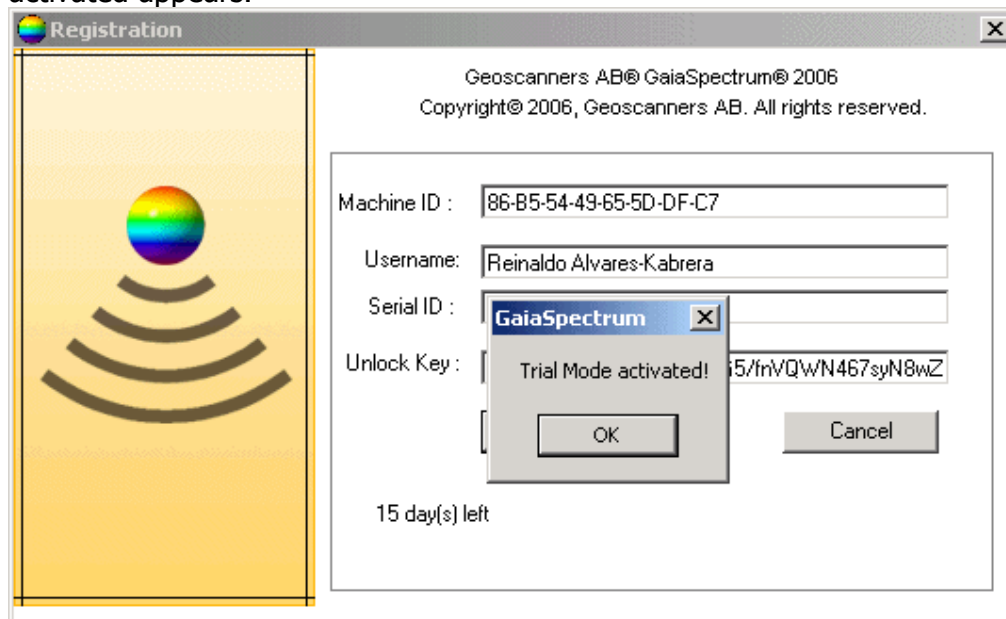 activated appears.
Registration
Geoscanners AB® GaiaSpectrum® 2006
Copyright© 2006, Geoscanners AB. All rights reserved.
Machine ID : 86-B5-54-49-65-5D-DF-C7
Username: Reinaldo Alvares-Kabrera
Serial ID :
GaiaSpectrum
Unlock Key : 5/fnVQWN467syN8wZ
Trial Mode activated!
OK
Cancel
15 day(s) left